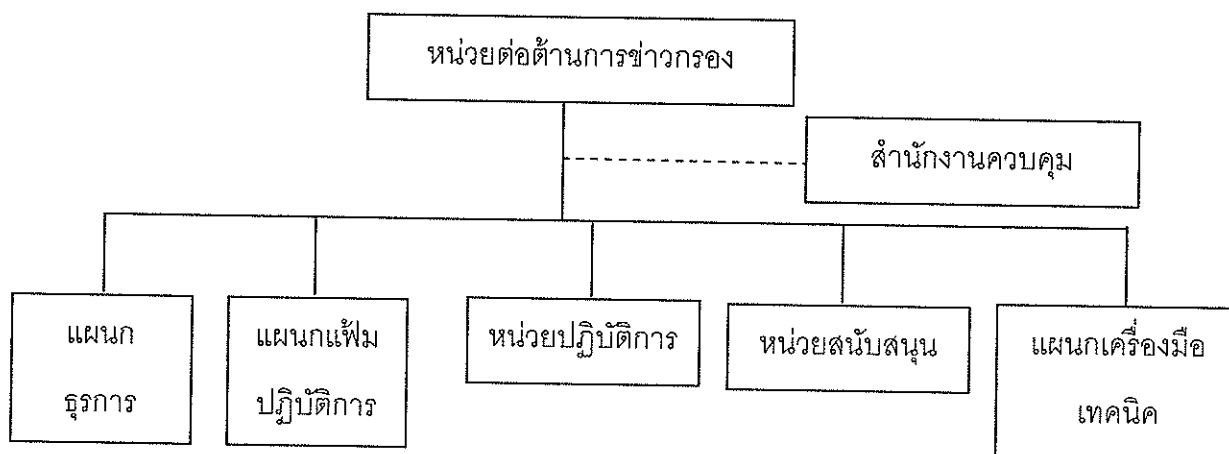 หน่วยต่อต้านการข่าวกรอง
สำนักงานควบคุม
แผนก
ธุรการ
แผนกแฟ้ม
ปฏิบัติการ
หน่วยปฏิบัติการ
หน่วยสนับสนุน
แผนกเครื่องมือ
เทคนิค